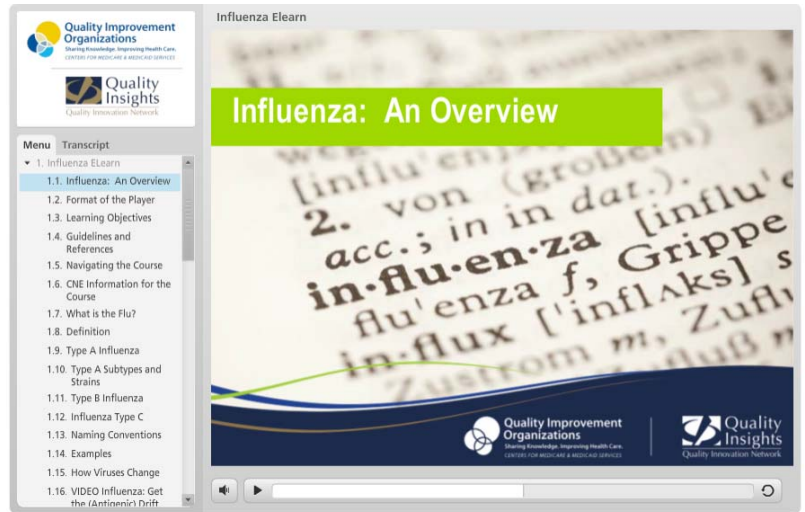 Influenza Elearn
Quality Improvement
Organizations
Sharing Knowledge. Improving Health Care.
CENTERS FOR MEDICARE & MEDICAID SERVICES
Quality
Insights
Quality Innovation Network
Menu Transcript
1. Influenza ELearn
1.1. Influenza: An Overview
1.2. Format of the Player
1.3. Learning Objectives
1.4. Guidelines and
References
1.5. Navigating the Course
1.6. CNE Information for the
Course
1.7. What is the Flu?
1.8. Definition
1.9. Type A Influenza
1.10. Type A Subtypes and
Strains
1.11. Type B Influenza
1.12. Influenza Type C
1.13. Naming Conventions
1.14. Examples
1.15. How Viruses Change
1.16. VIDEO Influenza: Get
the (Antigenic) Drift
Influenza: An Overview
2. von (großem)
acc.; in in dat.).
in·flu·en·za [influ'e
flu'enza f, Grippe
in·flux ['inflʌks] s
Zustrom m, Zuflu
Quality Improvement
Organizations
Sharing Knowledge. Improving Health Care.
CENTERS FOR MEDICARE & MEDICAID SERVICES
Quality
Insights
Quality Innovation Network